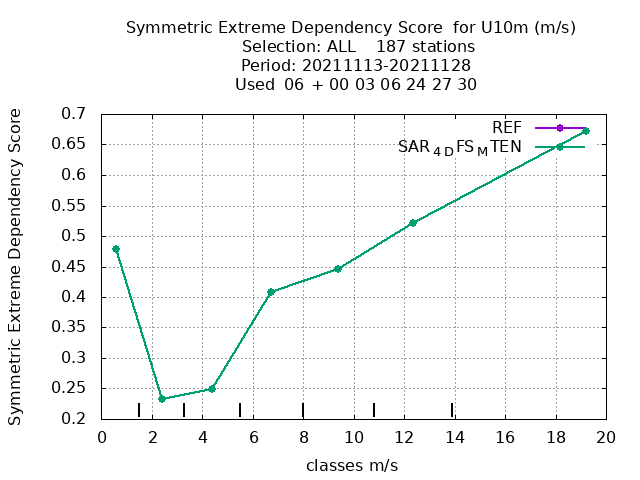 Symmetric Extreme Dependency Score for U10m (m/s)
Selection: ALL 187 stations
Period: 20211113-20211128
Used 06 + 00 03 06 24 27 30
Symmetric Extreme Dependency Score
0.7
0.65
0.6
0.55
0.5
0.45
0.4
0.35
0.3
0.25
0.2
REF
SAR4DFSMTEN
0 2 4 6 8 10 12 14 16 18 20
classes m/s